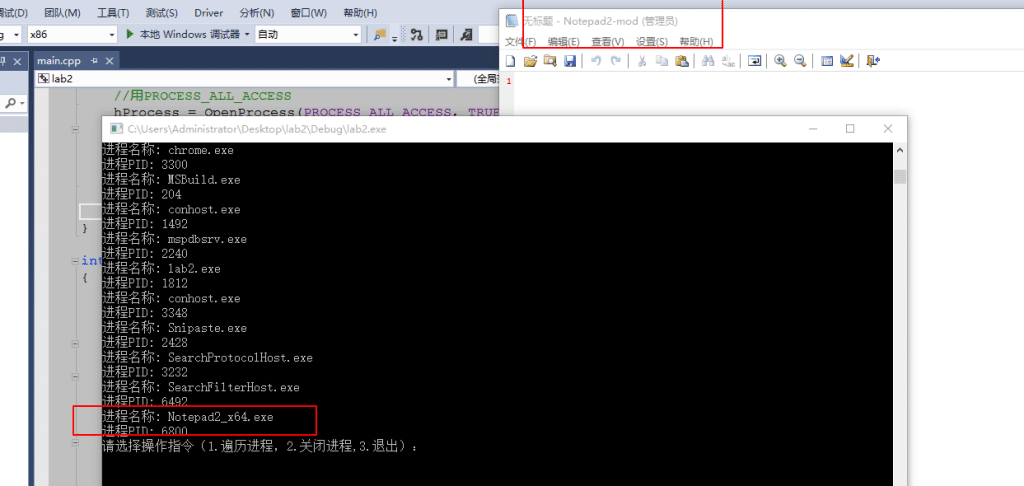 调试(D) 团队(M) 工具(T) 测试(S) Driver 分析(N) 窗口(W) 帮助(H)
g x86 本地 Windows 调试器 自动
main.cpp
lab2 (全局
//用PROCESS_ALL_ACCESS
hProcess = OpenProcess(PROCESS_ALL_ACCESS, TRUE
}
int
{
无标题 - Notepad2-mod (管理员)
文件(F) 编辑(E) 查看(V) 设置(S) 帮助(H)
1
C:\Users\Administrator\Desktop\lab2\Debug\lab2.exe
进程名称: chrome.exe
进程PID: 3300
进程名称: MSBuild.exe
进程PID: 204
进程名称: conhost.exe
进程PID: 1492
进程名称: mspdbsrv.exe
进程PID: 2240
进程名称: lab2.exe
进程PID: 1812
进程名称: conhost.exe
进程PID: 3348
进程名称: Snipaste.exe
进程PID: 2428
进程名称: SearchProtocolHost.exe
进程PID: 3232
进程名称: SearchFilterHost.exe
进程PID: 6492
进程名称: Notepad2_x64.exe
进程PID: 6800
请选择操作指令（1.遍历进程，2.关闭进程,3.退出）：